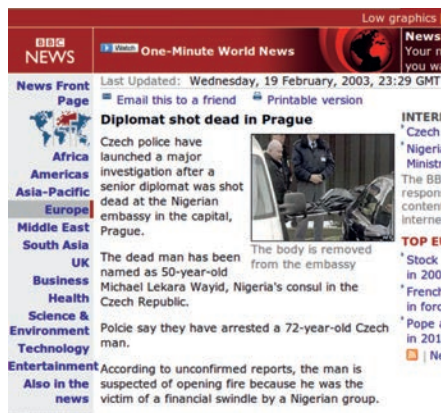 Low graphics
BBC
NEWS
Watch One-Minute World News
News
Your n
you wa
Last Updated: Wednesday, 19 February, 2003, 23:29 GMT
Email this to a friend Printable version
News Front
Page
Africa
Americas
Asia-Pacific
Europe
Middle East
South Asia
UK
Business
Health
Science &
Environment
Technology
Entertainment
Also in the
news
Diplomat shot dead in Prague
Czech police have
launched a major
investigation after a
senior diplomat was shot
dead at the Nigerian
embassy in the capital,
Prague.
The body is removed
from the embassy
The dead man has been
named as 50-year-old
Michael Lekara Wayid, Nigeria's consul in the
Czech Republic.
Polcie say they have arrested a 72-year-old Czech
man.
According to unconfirmed reports, the man is
suspected of opening fire because he was the
victim of a financial swindle by a Nigerian group.
INTERI
Czech
Nigeria
Ministr
The BB
respon
content
interne
TOP EU
Stock
in 200
French
in forc
Pope a
in 201
| Ne